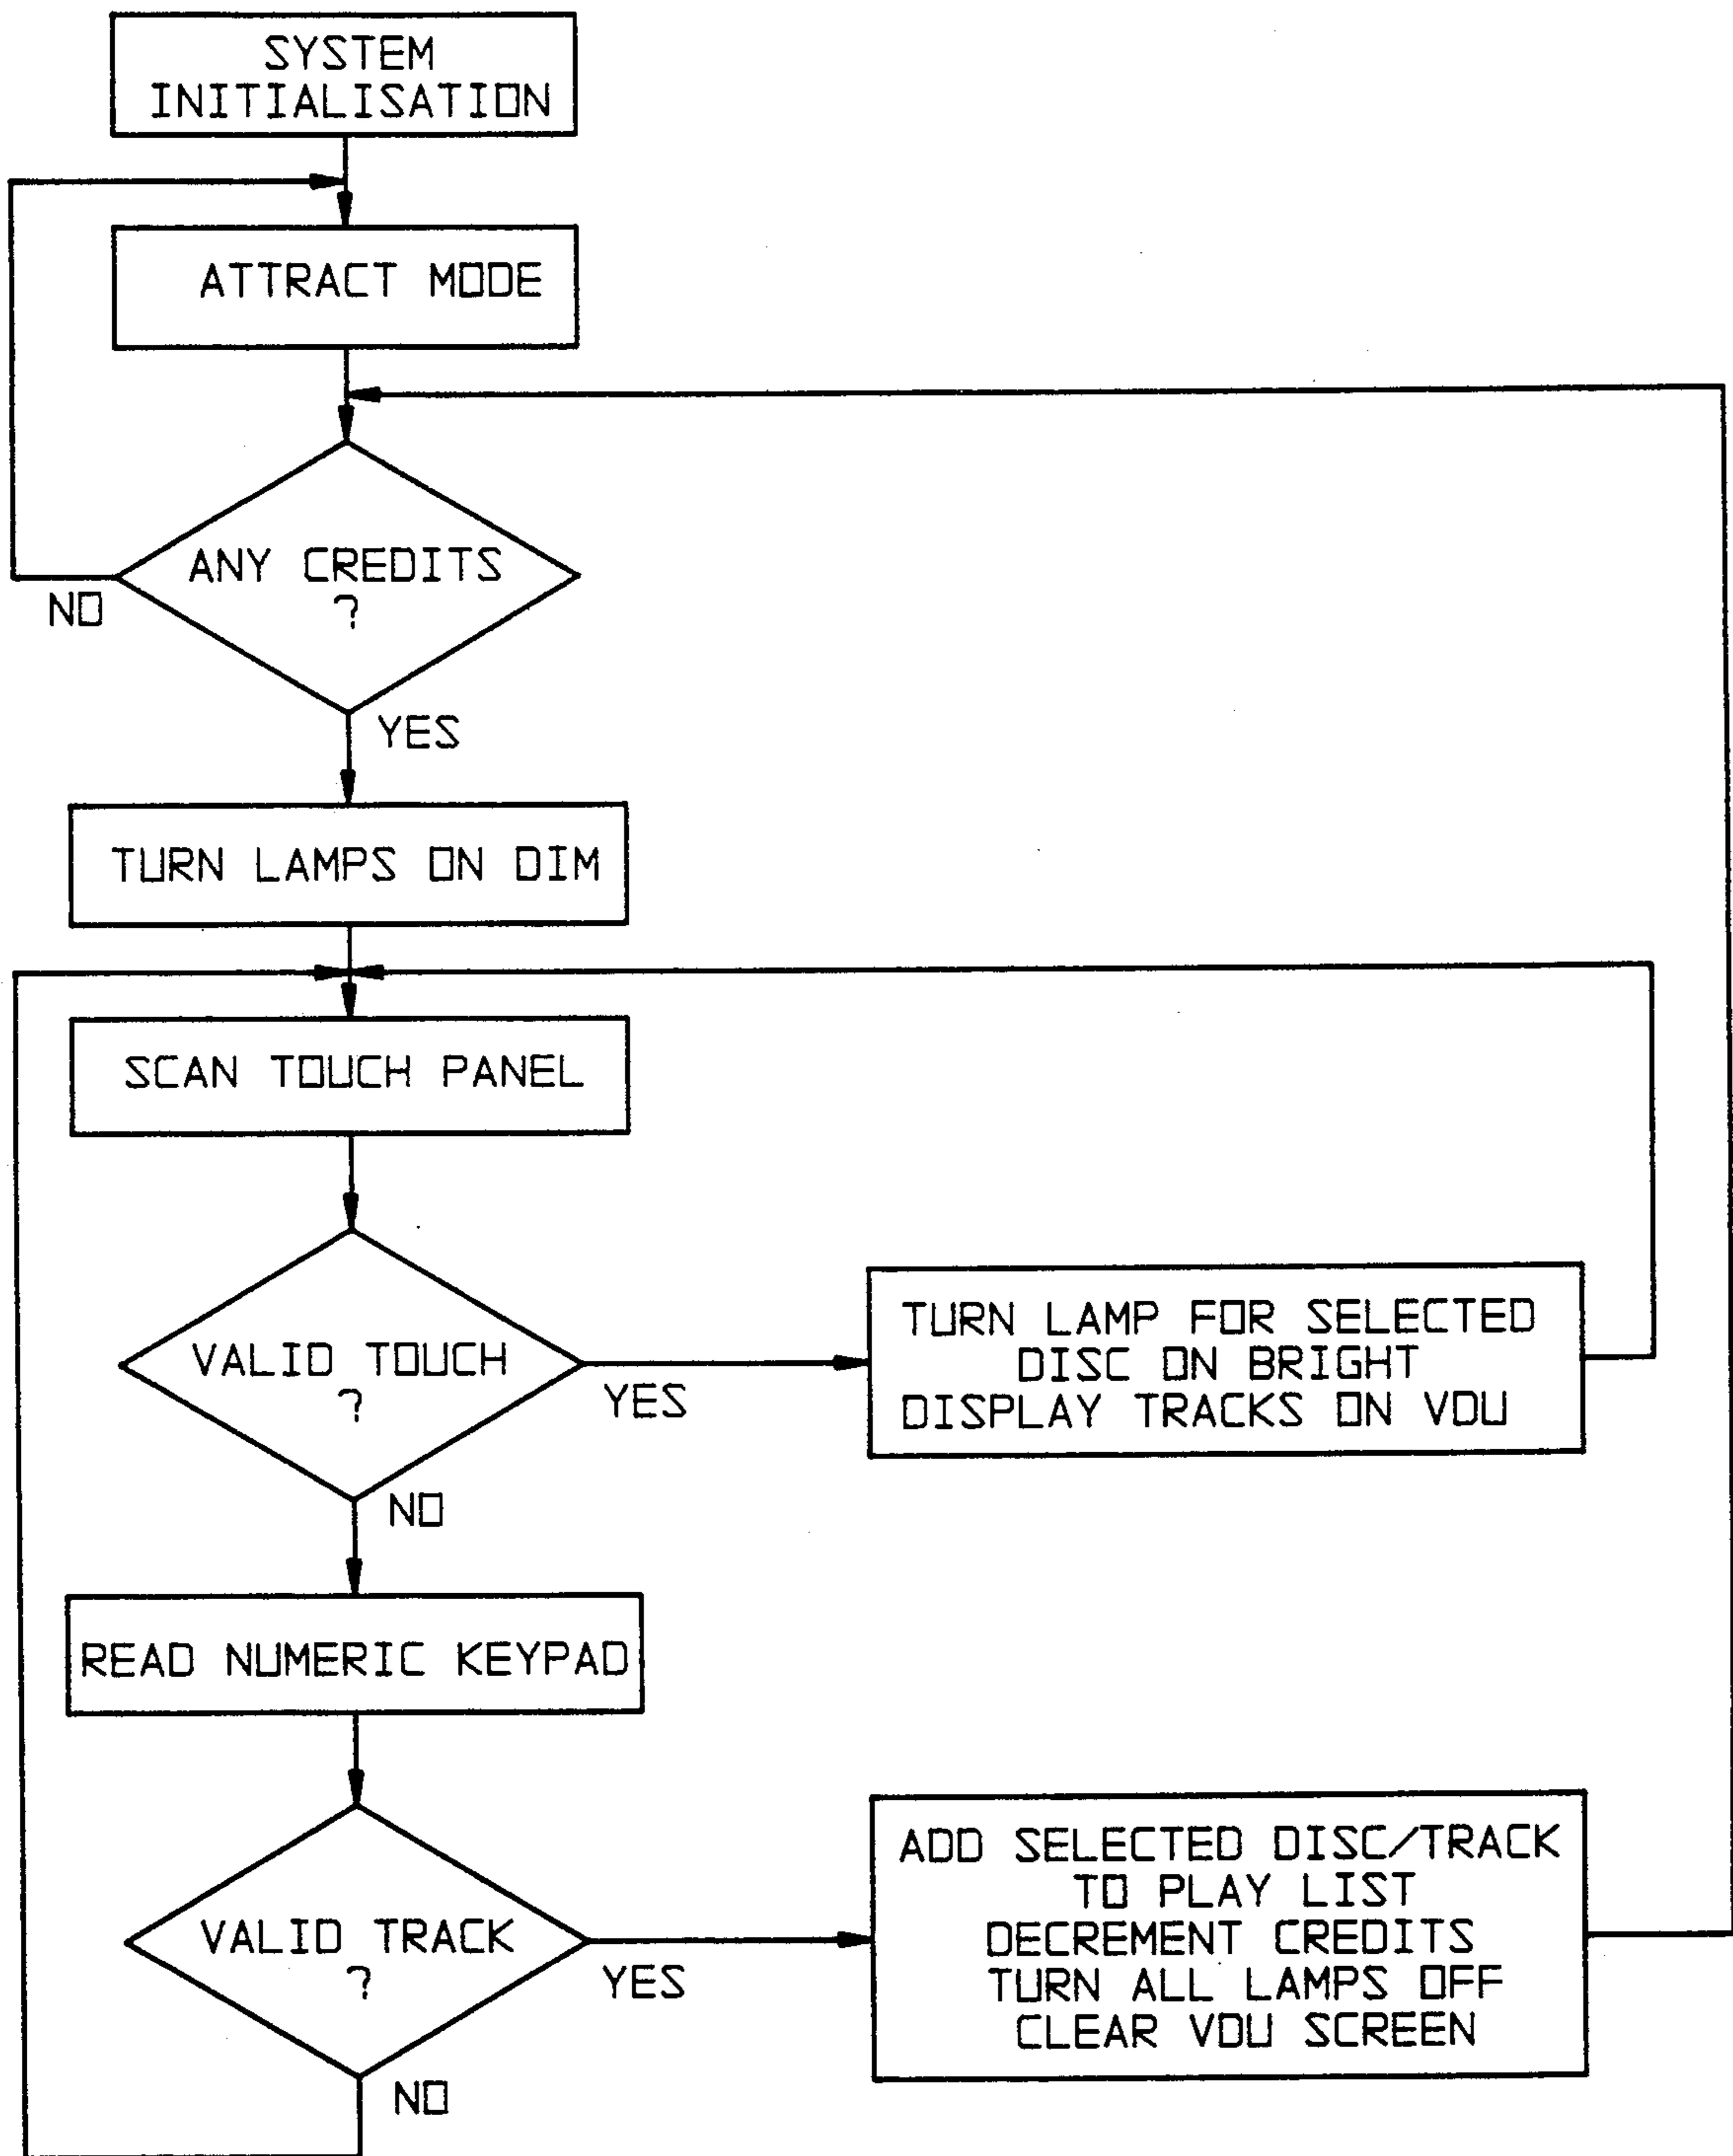 SYSTEM
INITIALISATION
ATTRACT MODE
ANY CREDITS
?
NO
YES
TURN LAMPS ON DIM
SCAN TOUCH PANEL
VALID TOUCH
?
YES
TURN LAMP FOR SELECTED
DISC ON BRIGHT
DISPLAY TRACKS ON VDU
NO
READ NUMERIC KEYPAD
VALID TRACK
?
YES
ADD SELECTED DISC/TRACK
TO PLAY LIST
DECREMENT CREDITS
TURN ALL LAMPS OFF
CLEAR VDU SCREEN
NO